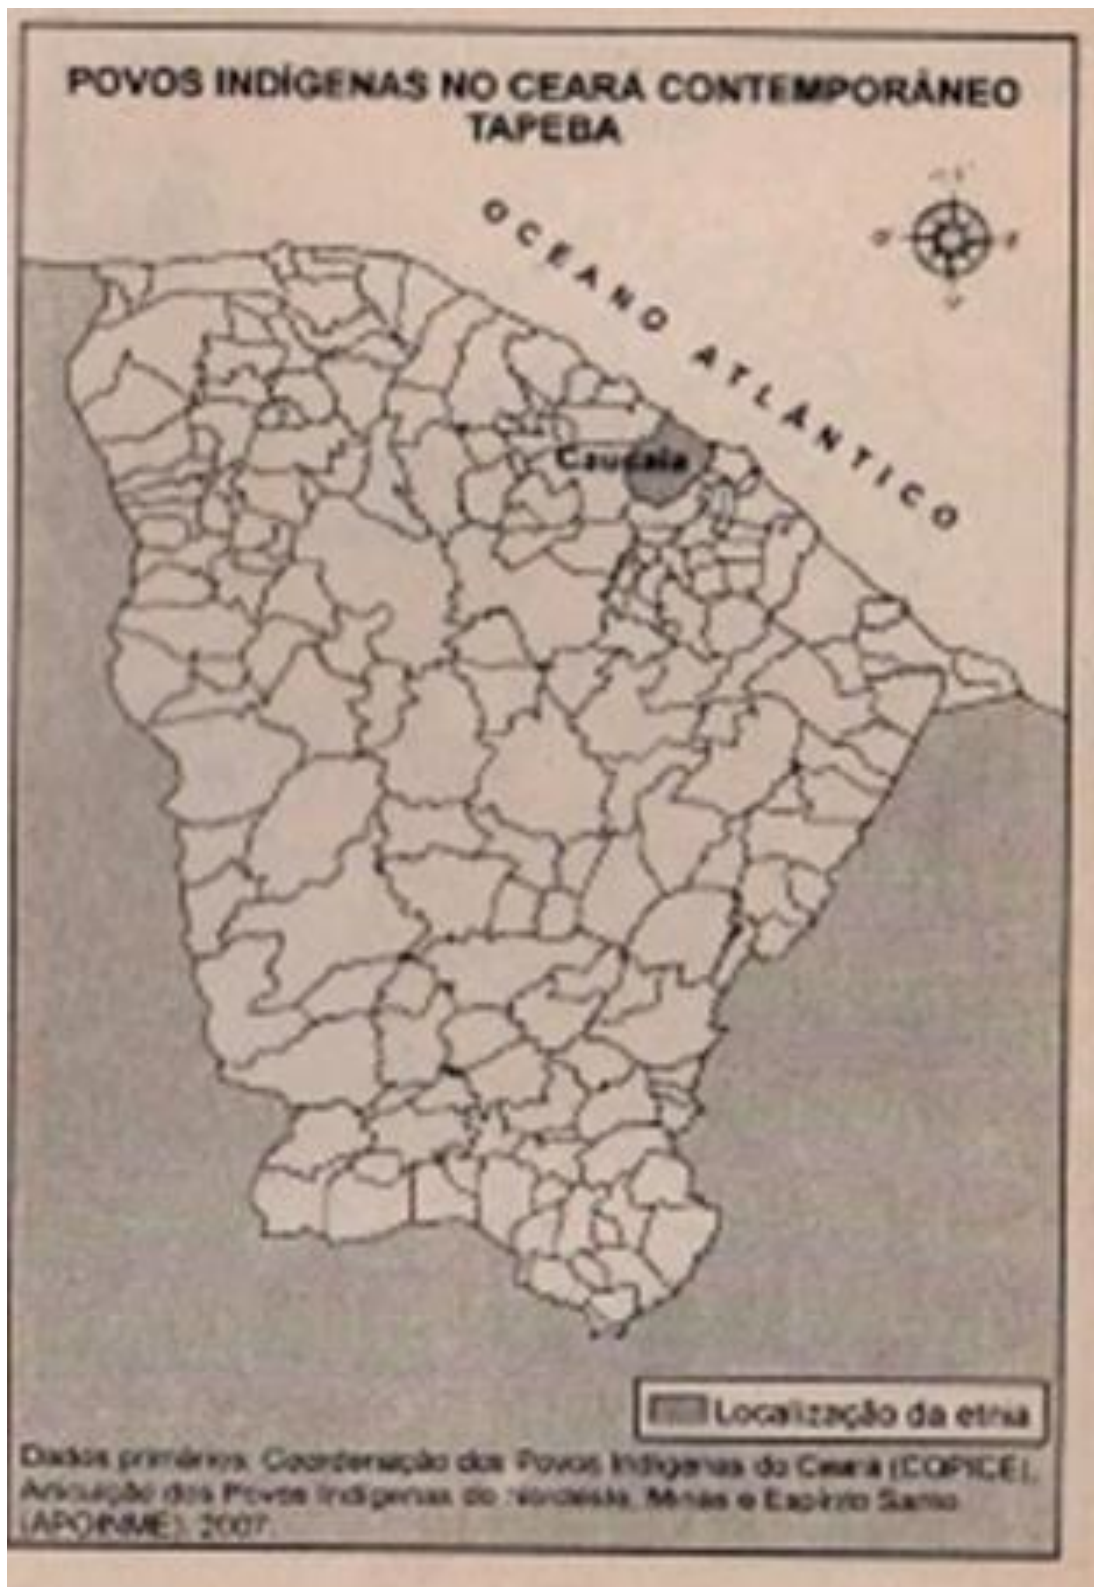 POVOS INDÍGENAS NO CEARÁ CONTEMPORÂNEO
TAPEBA
OCEANO ATLÂNTICO
Caucaia
Localização da etnia
Dados primários: Coordenação dos Povos Indígenas do Ceará (COPICE),
Articulação dos Povos Indígenas do Nordeste, Minas e Espírito Santo
(APOINME), 2007.